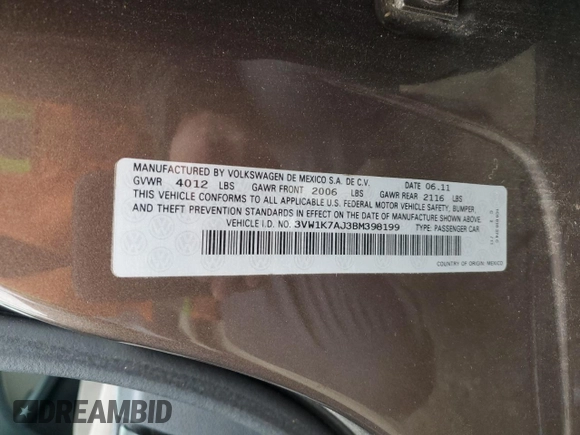 MANUFACTURED BY VOLKSWAGEN DE MEXICO S.A. DE C.V. DATE 06.11
GVWR 4012 LBS GAWR FRONT 2006 LBS GAWR REAR 2116 LBS
THIS VEHICLE CONFORMS TO ALL APPLICABLE U.S. FEDERAL MOTOR VEHICLE SAFETY, BUMPER,
AND THEFT PREVENTION STANDARDS IN EFFECT ON THE DATE OF MANUFACTURE SHOWN ABOVE
VEHICLE I.D. NO. 3VW1K7AJ3BM398199 TYPE: PASSENGER CAR
COUNTRY OF ORIGIN: MEXICO
DREAMBID